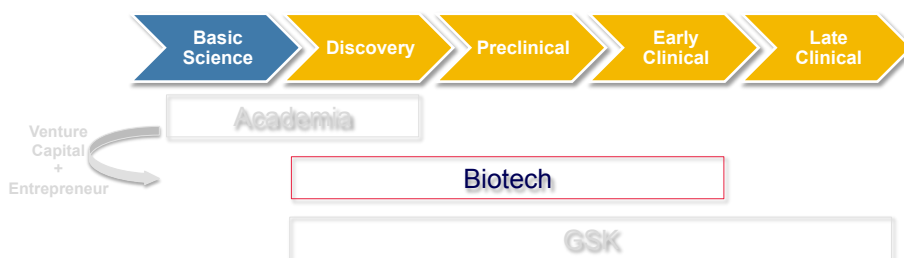 Basic
Science
Discovery
Preclinical
Early
Clinical
Late
Clinical
Academia
Venture
Capital
+
Entrepreneur
Biotech
GSK